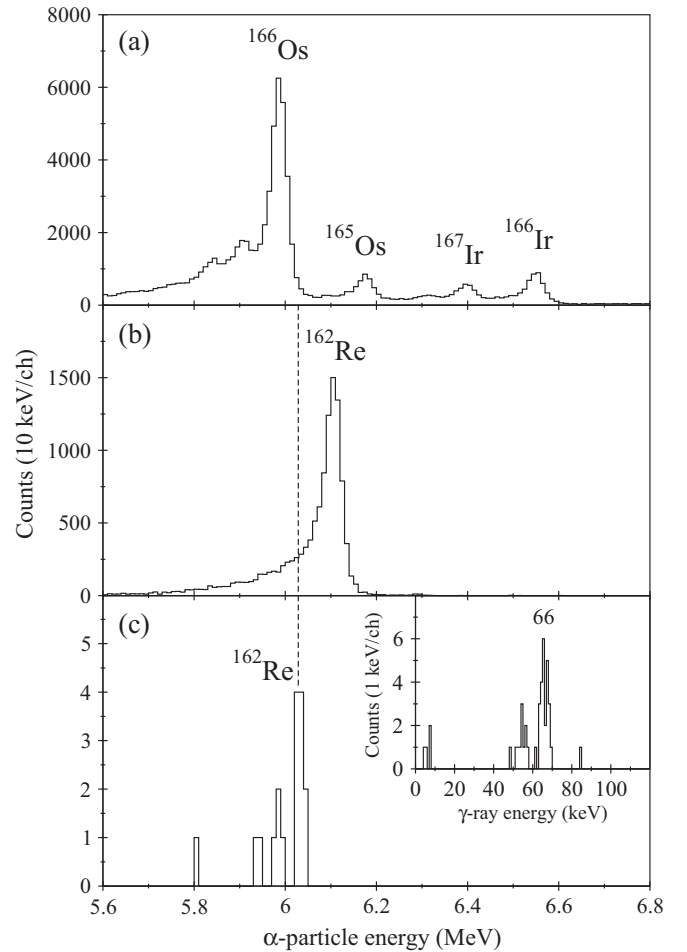 8000
(a)
¹⁶⁶Os
6000
4000
¹⁶⁵Os
¹⁶⁷Ir
¹⁶⁶Ir
2000
0
(b)
¹⁶²Re
1500
1000
500
0
Counts (10 keV/ch)
(c)
5
¹⁶²Re
4
3
2
1
0
66
6
4
2
0
Counts (1 keV/ch)
0 20 40 60 80 100
γ-ray energy (keV)
5.6 5.8 6 6.2 6.4 6.6 6.8
α-particle energy (MeV)